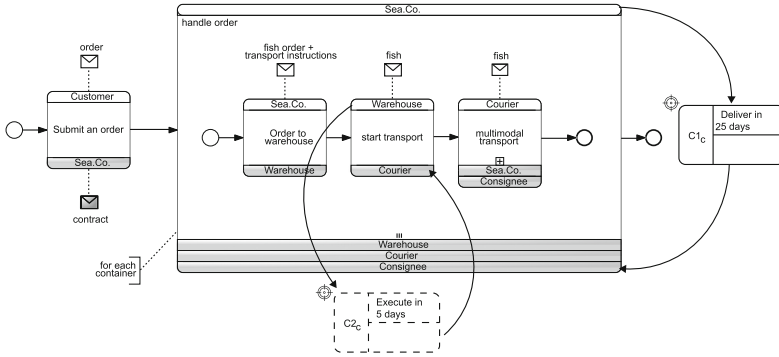 Sea.Co.
handle order
order
Customer
Submit an order
Sea.Co.
contract
fish order +
transport instructions
Sea.Co.
Order to
warehouse
Warehouse
fish
Warehouse
start transport
Courier
fish
Courier
multimodal
transport
Sea.Co.
Consignee
Warehouse
Courier
Consignee
for each
container
C1c
Deliver in
25 days
C2c
Execute in
5 days